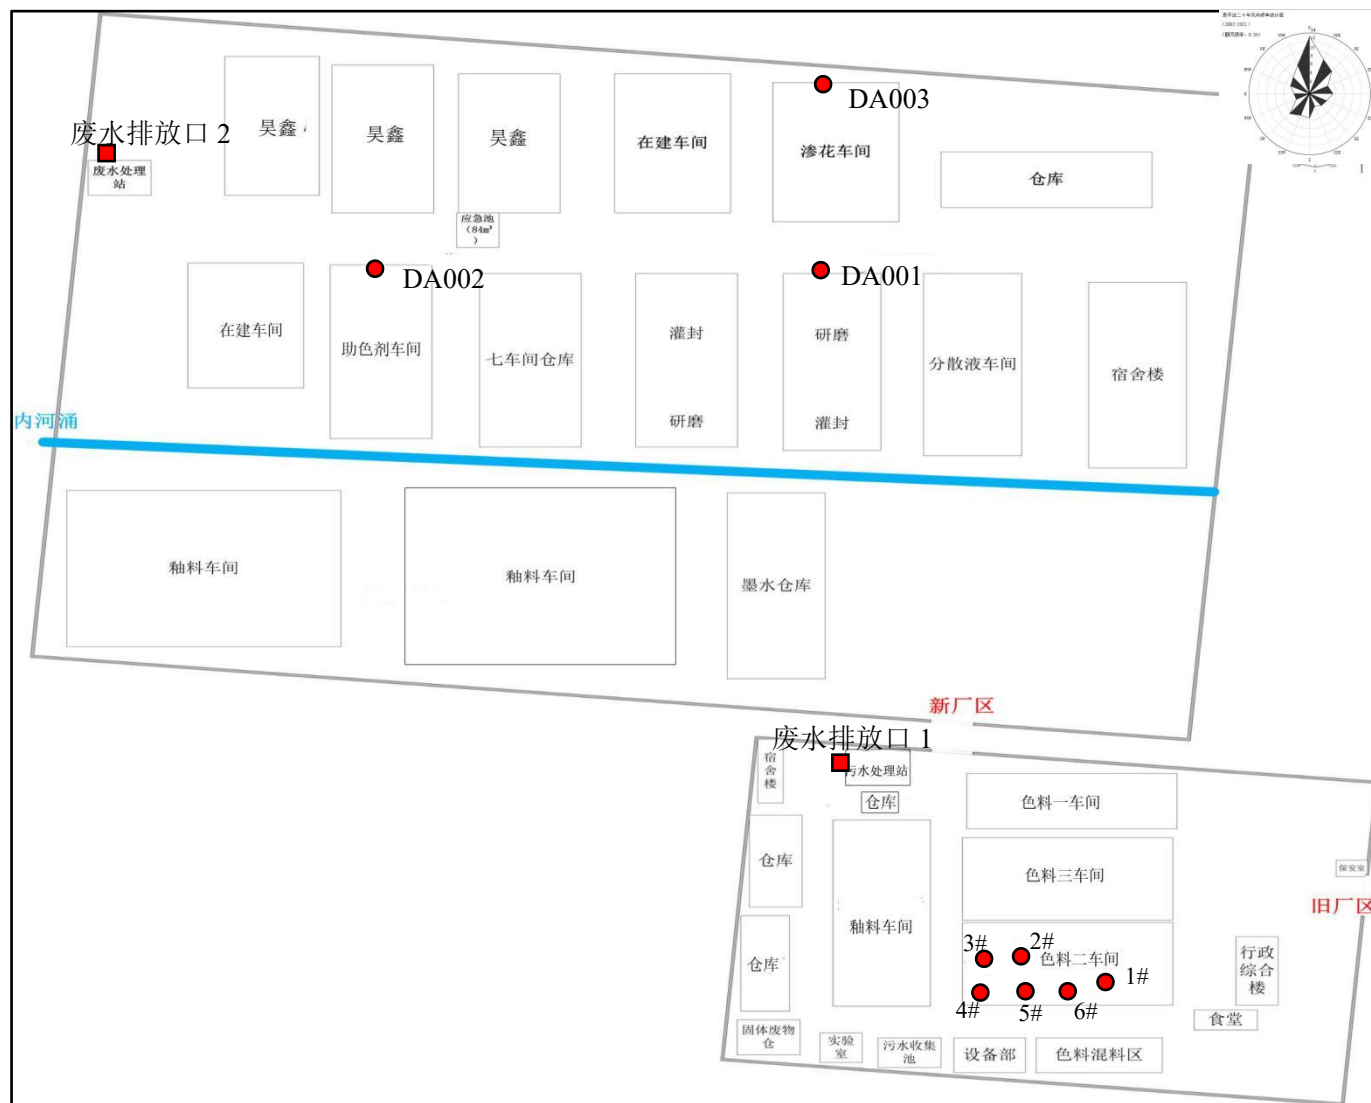 (2002-2021)
DA003
昊鑫
昊鑫
昊鑫
在建车间
渗花车间
废水排放口 2
废水处理
站
仓库
应急池
(84m³
)
DA002
DA001
在建车间
助色剂车间
七车间仓库
灌封
研磨
研磨
灌封
分散液车间
宿舍楼
内河涌
釉料车间
釉料车间
墨水仓库
新厂区
废水排放口 1
宿
舍
楼
污水处理站
仓库
色料一车间
仓库
色料三车间
保安室
旧厂区
釉料车间
仓库
3#
2#
色料二车间
1#
4#
5#
6#
行政
综合
楼
食堂
固体废物
仓
实验
室
污水收集
池
设备部
色料混料区